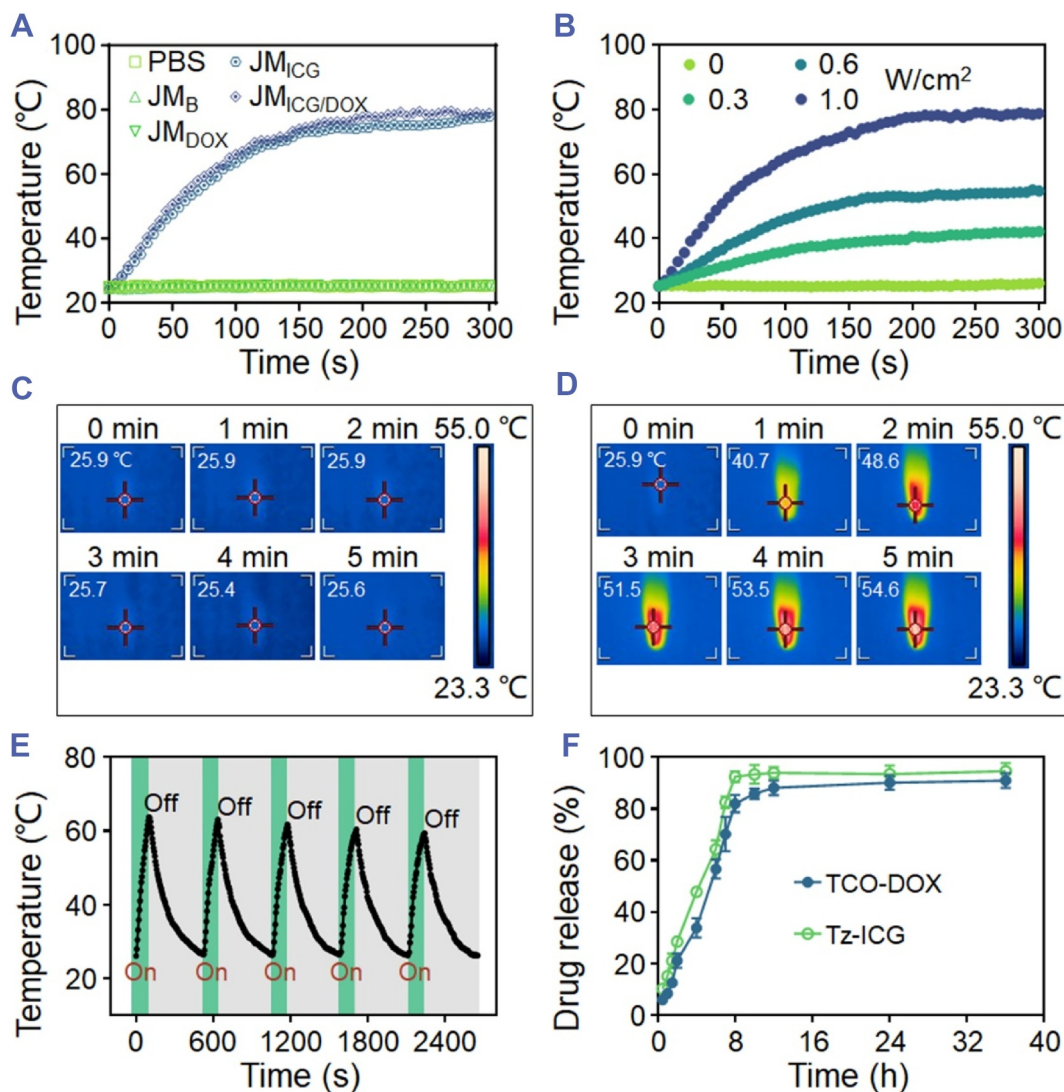 A
100
80
60
40
20
Temperature (℃)
PBS
JM_B
JM_DOX
JM_ICG
JM_ICG/DOX
0 50 100 150 200 250 300
Time (s)
B
100
80
60
40
20
Temperature (℃)
0
0.3
0.6
1.0
W/cm²
0 50 100 150 200 250 300
Time (s)
C
0 min 1 min 2 min 55.0 ℃
25.9 ℃ 25.9 25.9
3 min 4 min 5 min
25.7 25.4 25.6
23.3 ℃
D
0 min 1 min 2 min 55.0 ℃
25.9 ℃ 40.7 48.6
3 min 4 min 5 min
51.5 53.5 54.6
23.3 ℃
E
80
60
40
20
Temperature (℃)
Off Off Off Off Off
On On On On On
0 600 1200 1800 2400
Time (s)
F
100
80
60
40
20
0
Drug release (%)
TCO-DOX
Tz-ICG
0 8 16 24 32 40
Time (h)